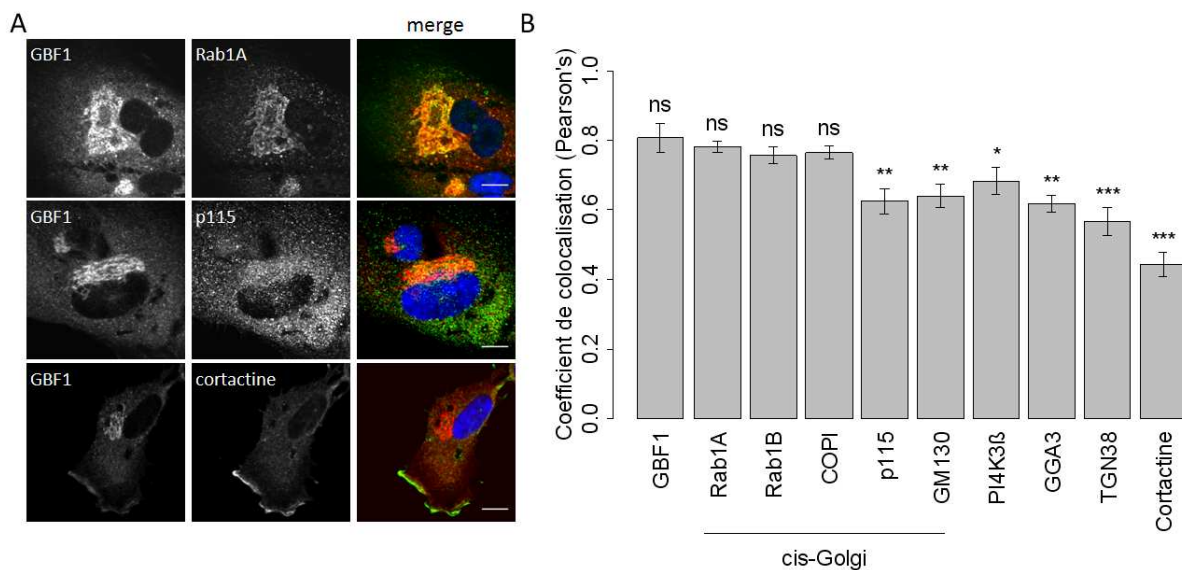 A
merge
GBF1
Rab1A
GBF1
p115
GBF1
cortactine
B
Coefficient de colocalisation (Pearson's)
1.0
0.8
0.6
0.4
0.2
0.0
ns
ns
ns
ns
**
**
*
**
***
***
GBF1
Rab1A
Rab1B
COPI
p115
GM130
PI4K3ß
GGA3
TGN38
Cortactine
cis-Golgi